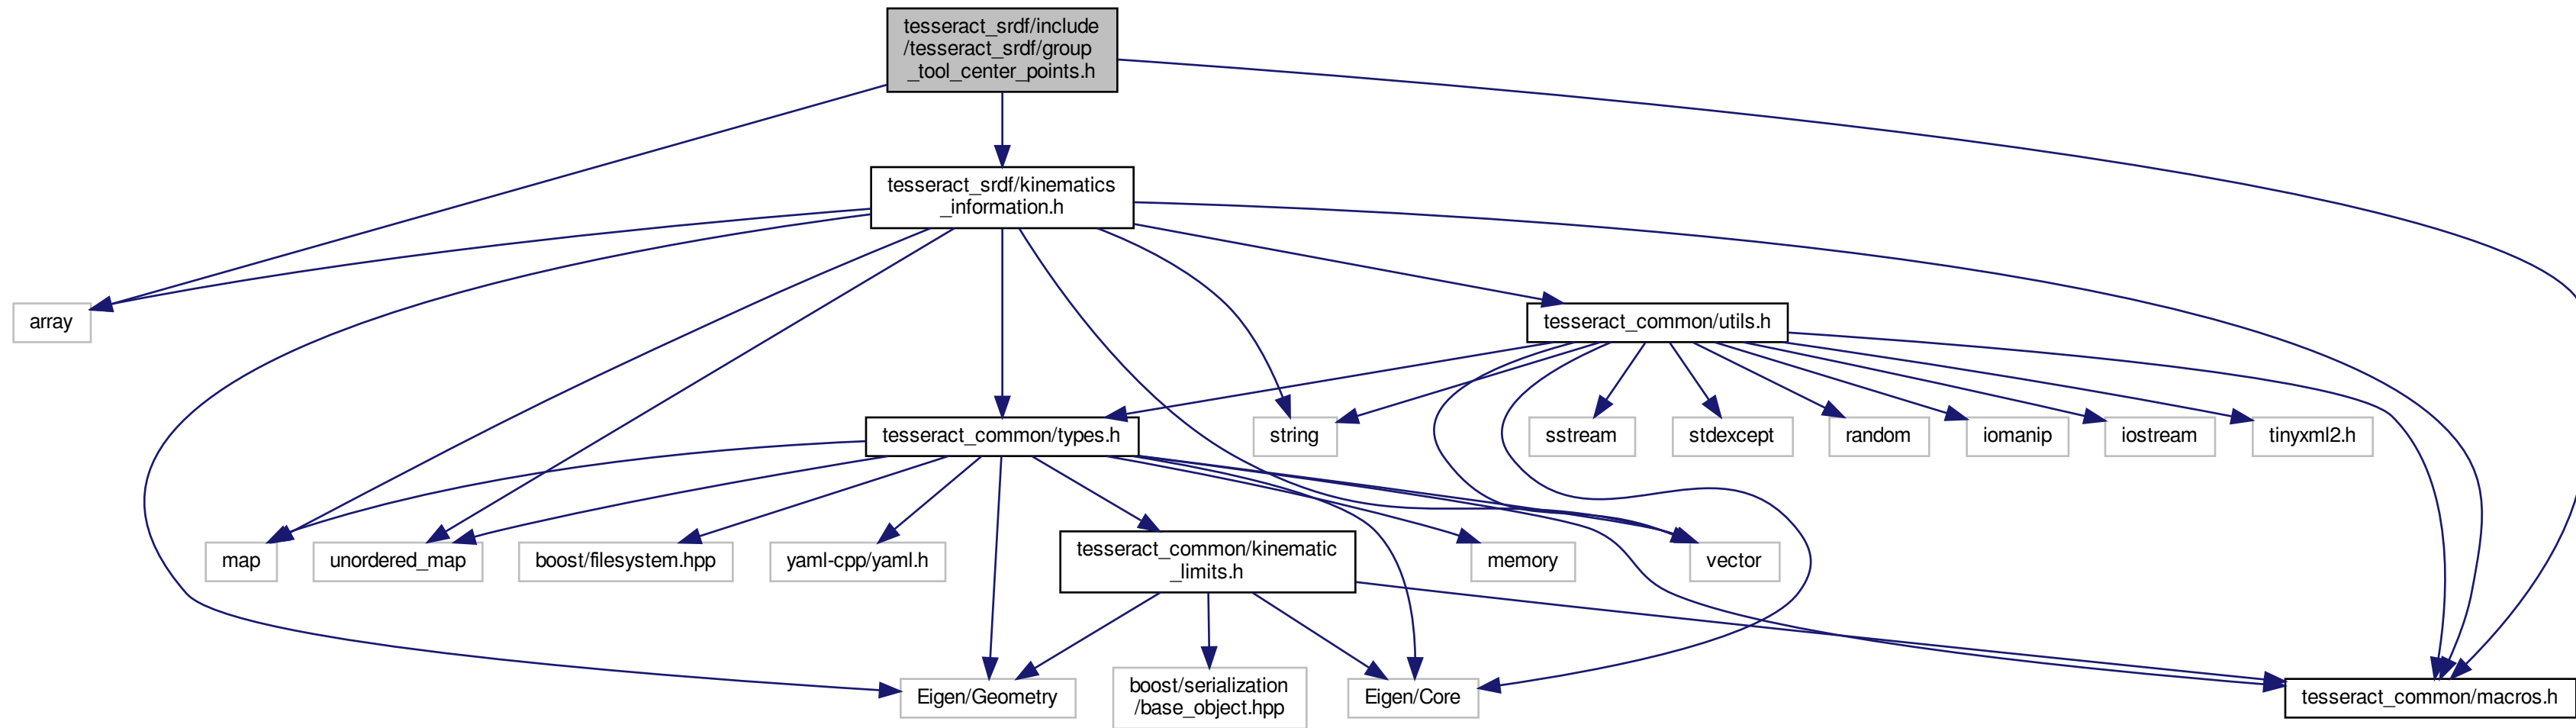 tesseract_srdf/include
/tesseract_srdf/group
_tool_center_points.h
tesseract_srdf/kinematics
_information.h
array
tesseract_common/utils.h
tesseract_common/types.h
string
sstream
stdexcept
random
iomanip
iostream
tinyxml2.h
map
unordered_map
boost/filesystem.hpp
yaml-cpp/yaml.h
tesseract_common/kinematic
_limits.h
memory
vector
Eigen/Geometry
boost/serialization
/base_object.hpp
Eigen/Core
tesseract_common/macros.h